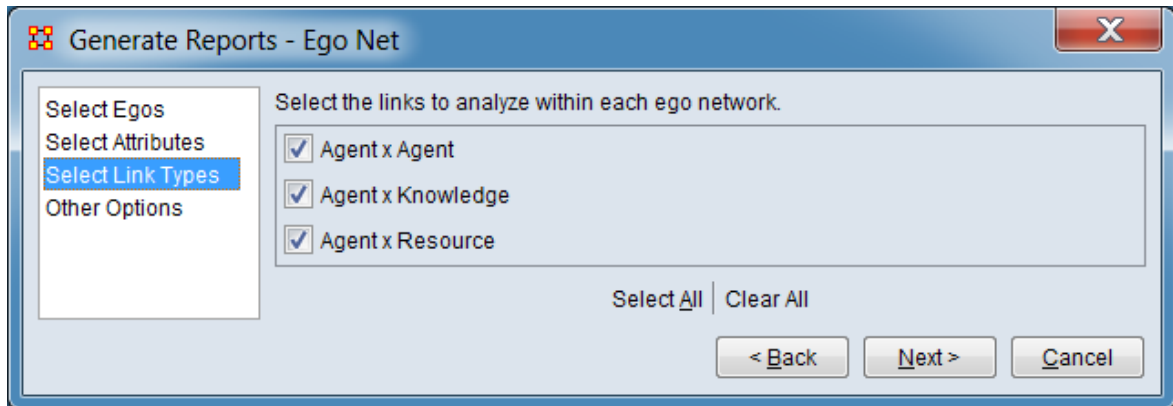 Generate Reports - Ego Net
Select Egos
Select Attributes
Select Link Types
Other Options
Select the links to analyze within each ego network.
Agent x Agent
Agent x Knowledge
Agent x Resource
Select All | Clear All
< Back Next > Cancel